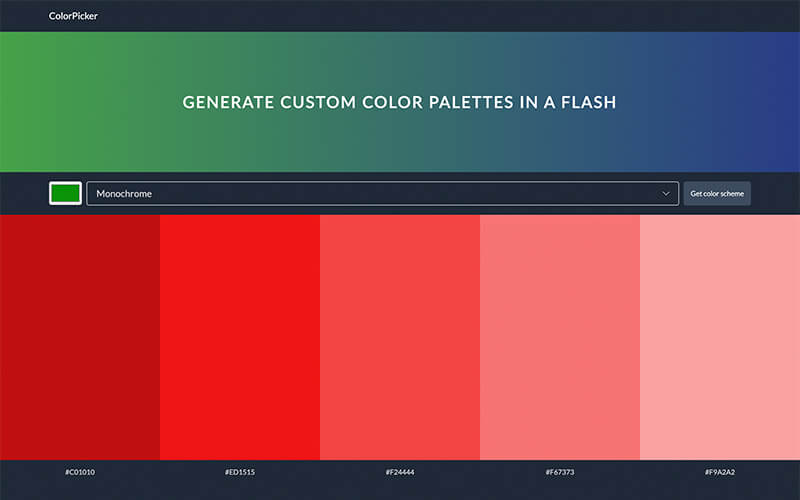 ColorPicker
GENERATE CUSTOM COLOR PALETTES IN A FLASH
Monochrome
Get color scheme
#C01010
#ED1515
#F24444
#F67373
#F9A2A2